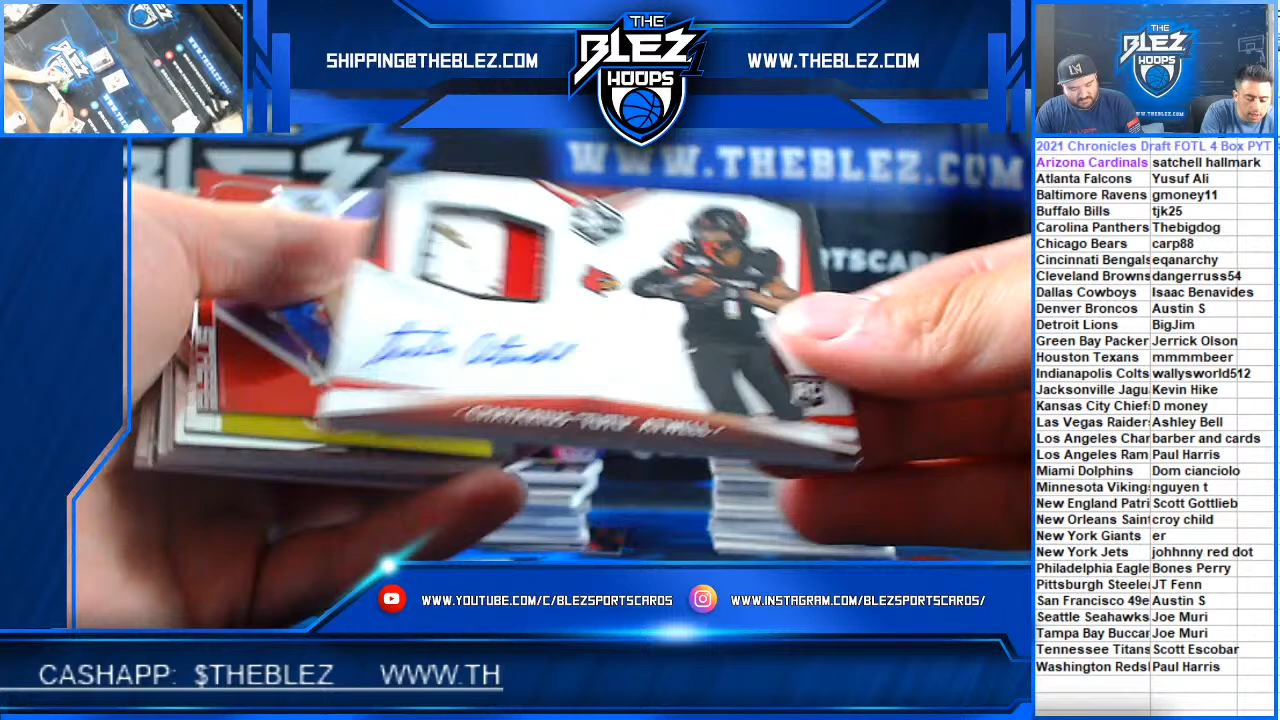 SHIPPING@THEBLEZ.COM
THE
BLEZ
HOOPS
WWW.THEBLEZ.COM
THE
BLEZ
HOOPS
WWW.THEBLEZ.COM
RTSCAR
2021 Chronicles Draft FOTL 4 Box PYT
Arizona Cardinals satchell hallmark
Atlanta Falcons Yusuf Ali
Baltimore Ravens gmoney11
Buffalo Bills tjk25
Carolina Panthers Thebigdog
Chicago Bears carp88
Cincinnati Bengals eqanarchy
Cleveland Browns dangerruss54
Dallas Cowboys Isaac Benavides
Denver Broncos Austin S
Detroit Lions BigJim
Green Bay Packer Jerrick Olson
Houston Texans mmmmbeer
Indianapolis Colts wallysworld512
Jacksonville Jagu Kevin Hike
Kansas City Chief D money
Las Vegas Raider Ashley Bell
Los Angeles Char barber and cards
Los Angeles Ram Paul Harris
Miami Dolphins Dom cianciolo
Minnesota Viking nguyen t
New England Patri Scott Gottlieb
New Orleans Saint croy child
New York Giants er
New York Jets johhnny red dot
Philadelphia Eagle Bones Perry
Pittsburgh Steele JT Fenn
San Francisco 49e Austin S
Seattle Seahawks Joe Muri
Tampa Bay Buccar Joe Muri
Tennessee Titans Scott Escobar
Washington Reds Paul Harris
WWW.YOUTUBE.COM/C/BLEZSPORTSCARDS
WWW.INSTAGRAM.COM/BLEZSPORTSCARDS/
CASHAPP: $THEBLEZ WWW.TH